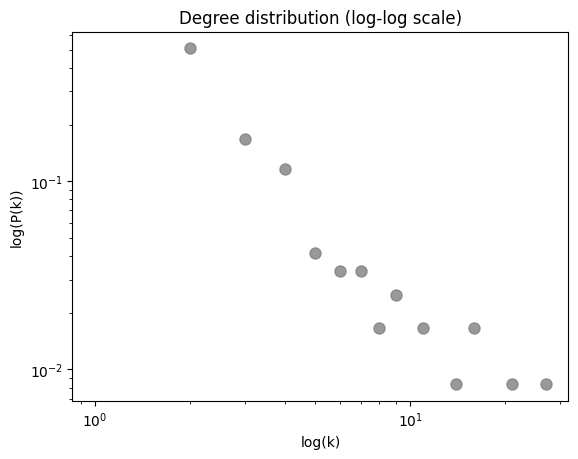 Degree distribution (log-log scale)
log(P(k))
10⁻¹
10⁻²
10⁰
10¹
log(k)